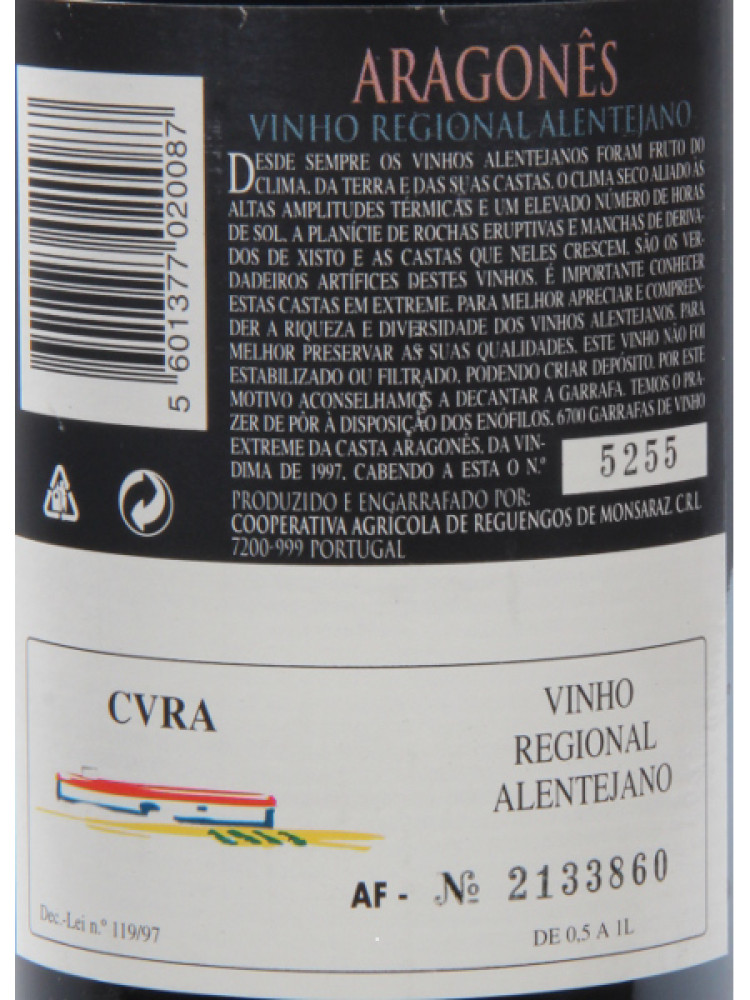 ARAGONÊS
VINHO REGIONAL ALENTEJANO
DESDE SEMPRE OS VINHOS ALENTEJANOS FORAM FRUTO DO
CLIMA, DA TERRA E DAS SUAS CASTAS. O CLIMA SECO ALIADO ÀS
ALTAS AMPLITUDES TÉRMICAS E UM ELEVADO NÚMERO DE HORAS
DE SOL, A PLANÍCIE DE ROCHAS ERUPTIVAS E MANCHAS DE DERIVA-
DOS DE XISTO E AS CASTAS QUE NELES CRESCEM, SÃO OS VER-
DADEIROS ARTÍFICES DESTES VINHOS. É IMPORTANTE CONHECER
ESTAS CASTAS EM EXTREME, PARA MELHOR APRECIAR E COMPREEN-
DER A RIQUEZA E DIVERSIDADE DOS VINHOS ALENTEJANOS, PARA
MELHOR PRESERVAR AS SUAS QUALIDADES, ESTE VINHO NÃO FOI
ESTABILIZADO OU FILTRADO, PODENDO CRIAR DEPÓSITO. POR ESTE
MOTIVO ACONSELHAMOS A DECANTAR A GARRAFA. TEMOS O PRA-
ZER DE PÔR À DISPOSIÇÃO DOS ENÓFILOS, 6700 GARRAFAS DE VINHO
EXTREME DA CASTA ARAGONÊS, DA VIN-
DIMA DE 1997, CABENDO A ESTA O N.º 5255
PRODUZIDO E ENGARRAFADO POR:
COOPERATIVA AGRICOLA DE REGUENGOS DE MONSARAZ, C.R.L.
7200-999 PORTUGAL
5 601377 020087
CVRA
VINHO
REGIONAL
ALENTEJANO
AF - Nº 2133860
Dec.-Lei n.º 119/97
DE 0,5 A 1L